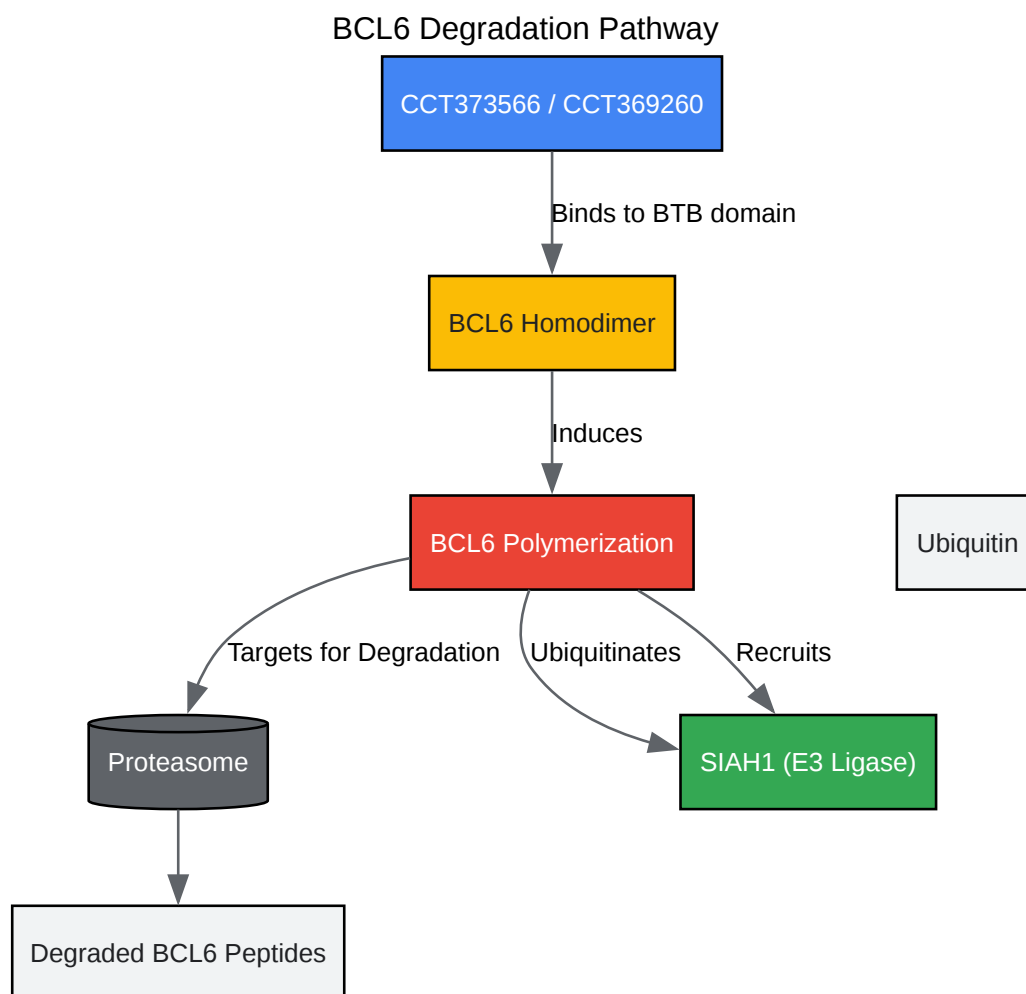 BCL6 Degradation Pathway
CCT373566 / CCT369260
Binds to BTB domain
BCL6 Homodimer
Induces
BCL6 Polymerization
Ubiquitin
Targets for Degradation
Ubiquitinates
Recruits
Proteasome
SIAH1 (E3 Ligase)
Degraded BCL6 Peptides